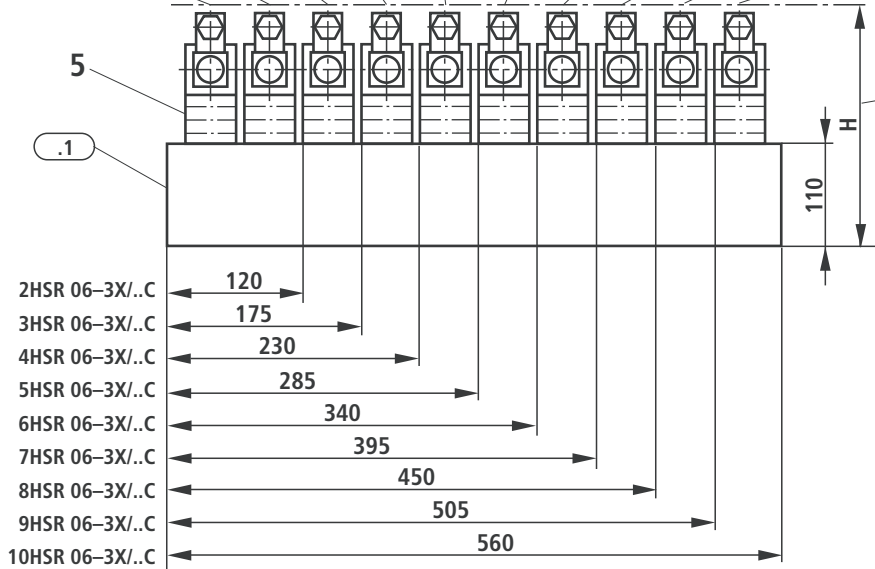 5
.1
H
110
2HSR 06–3X/..C 120
3HSR 06–3X/..C 175
4HSR 06–3X/..C 230
5HSR 06–3X/..C 285
6HSR 06–3X/..C 340
7HSR 06–3X/..C 395
8HSR 06–3X/..C 450
9HSR 06–3X/..C 505
10HSR 06–3X/..C 560